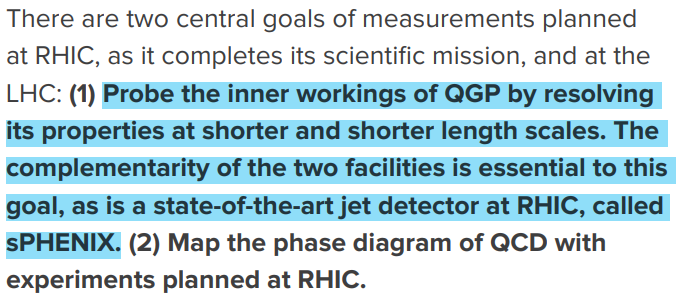 There are two central goals of measurements planned
at RHIC, as it completes its scientific mission, and at the
LHC: (1) Probe the inner workings of QGP by resolving
its properties at shorter and shorter length scales. The
complementarity of the two facilities is essential to this
goal, as is a state-of-the-art jet detector at RHIC, called
sPHENIX. (2) Map the phase diagram of QCD with
experiments planned at RHIC.